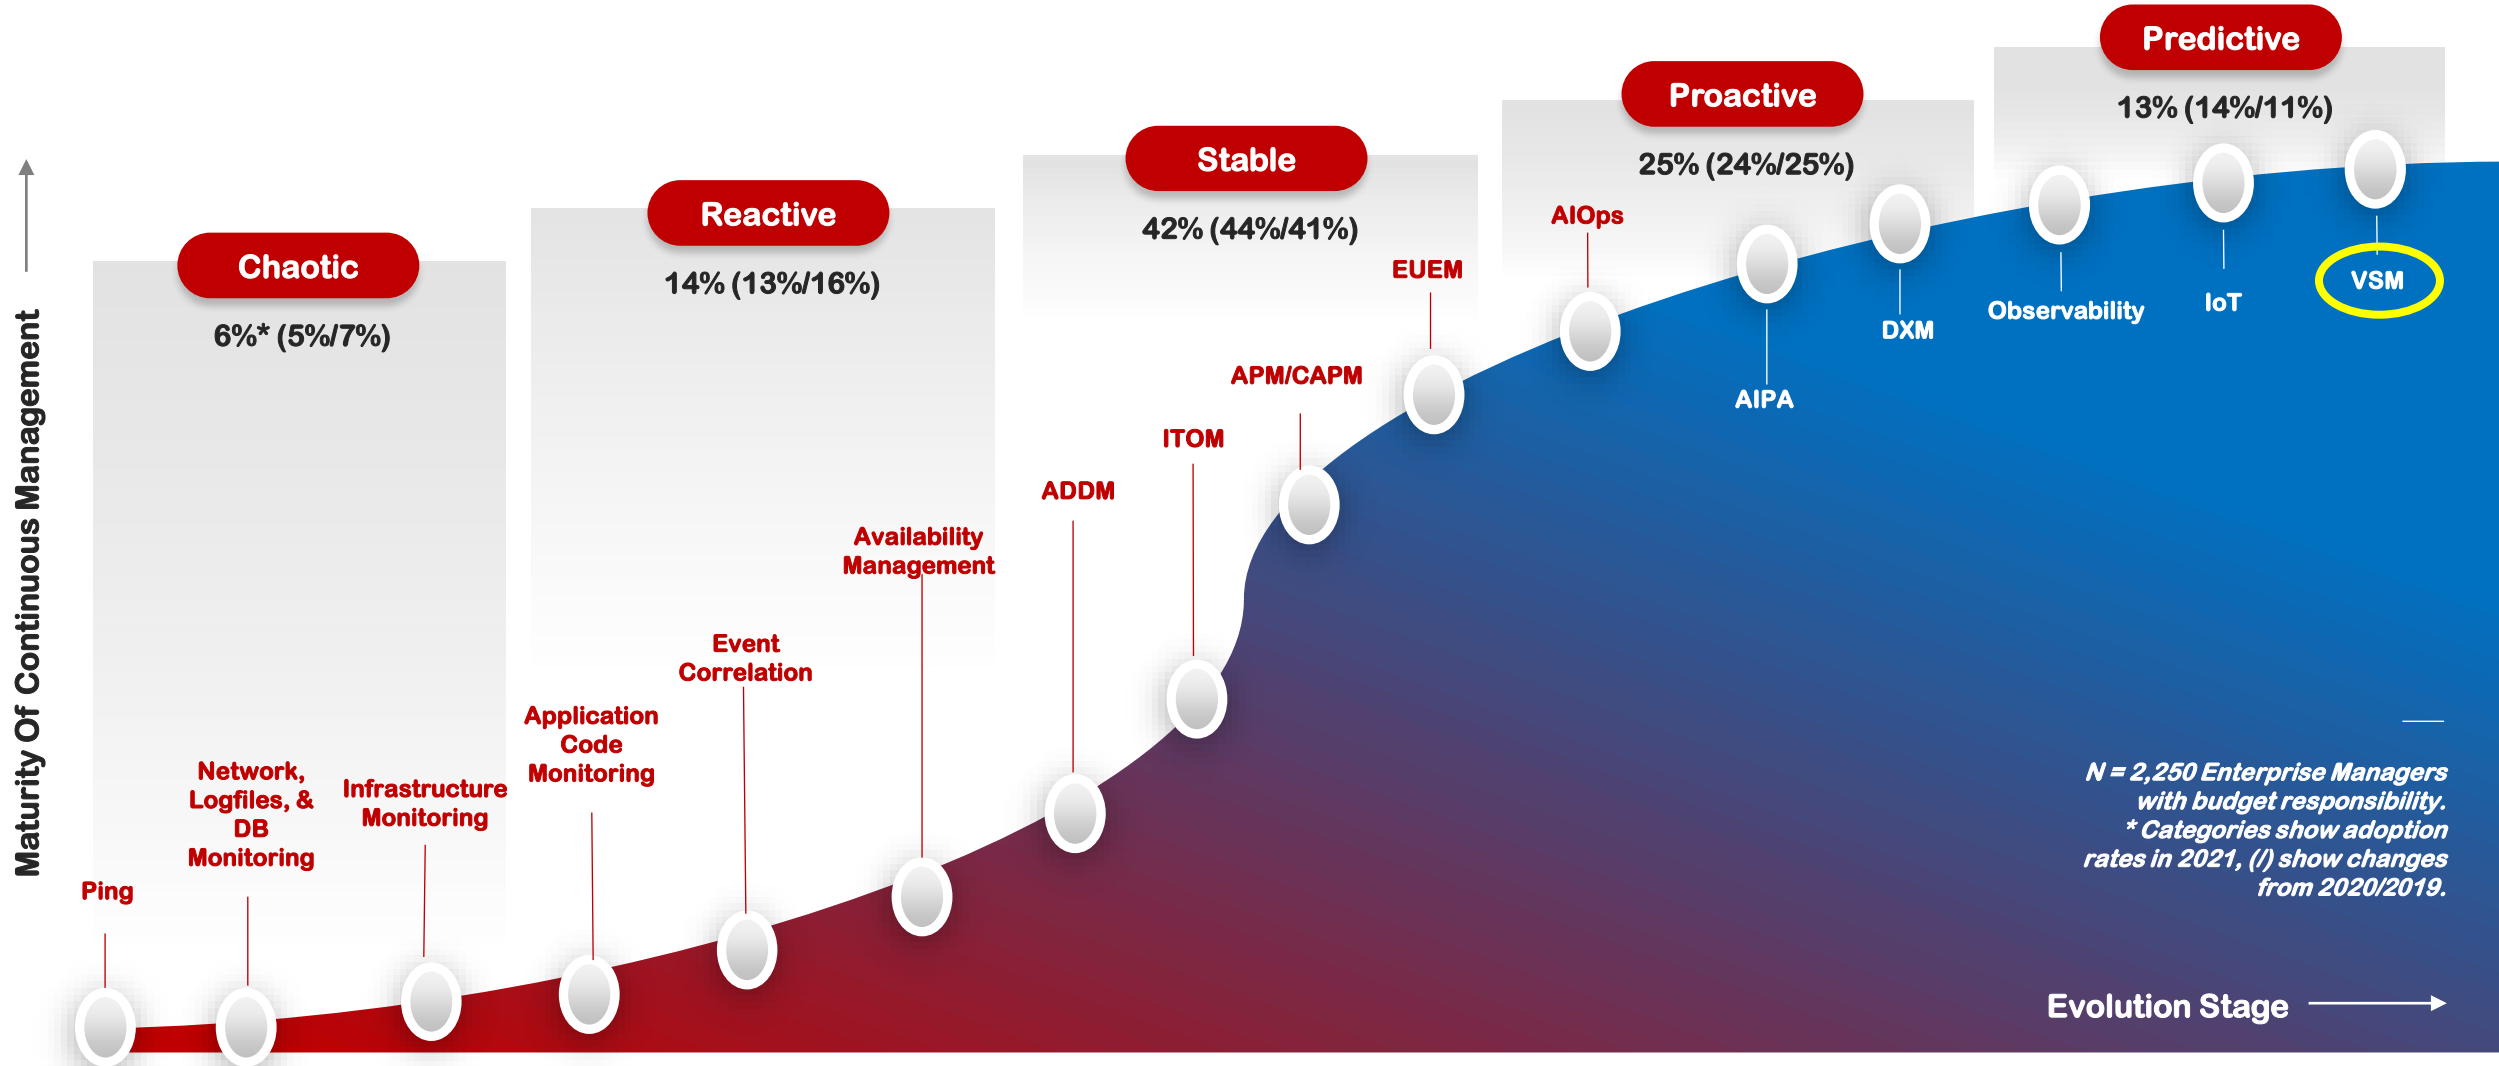 Maturity Of Continuous Management
Chaotic
6%* (5%/7%)
Ping
Network,
Logfiles, &
DB
Monitoring
Infrastructure
Monitoring
Reactive
14% (13%/16%)
Application
Code
Monitoring
Event
Correlation
Availability
Management
Stable
42% (44%/41%)
ADDM
ITOM
APM/CAPM
EUEM
Proactive
25% (24%/25%)
AIOps
AIPA
DXM
Predictive
13% (14%/11%)
Observability
IoT
VSM
N = 2,250 Enterprise Managers
with budget responsibility.
* Categories show adoption
rates in 2021, (/) show changes
from 2020/2019.
Evolution Stage